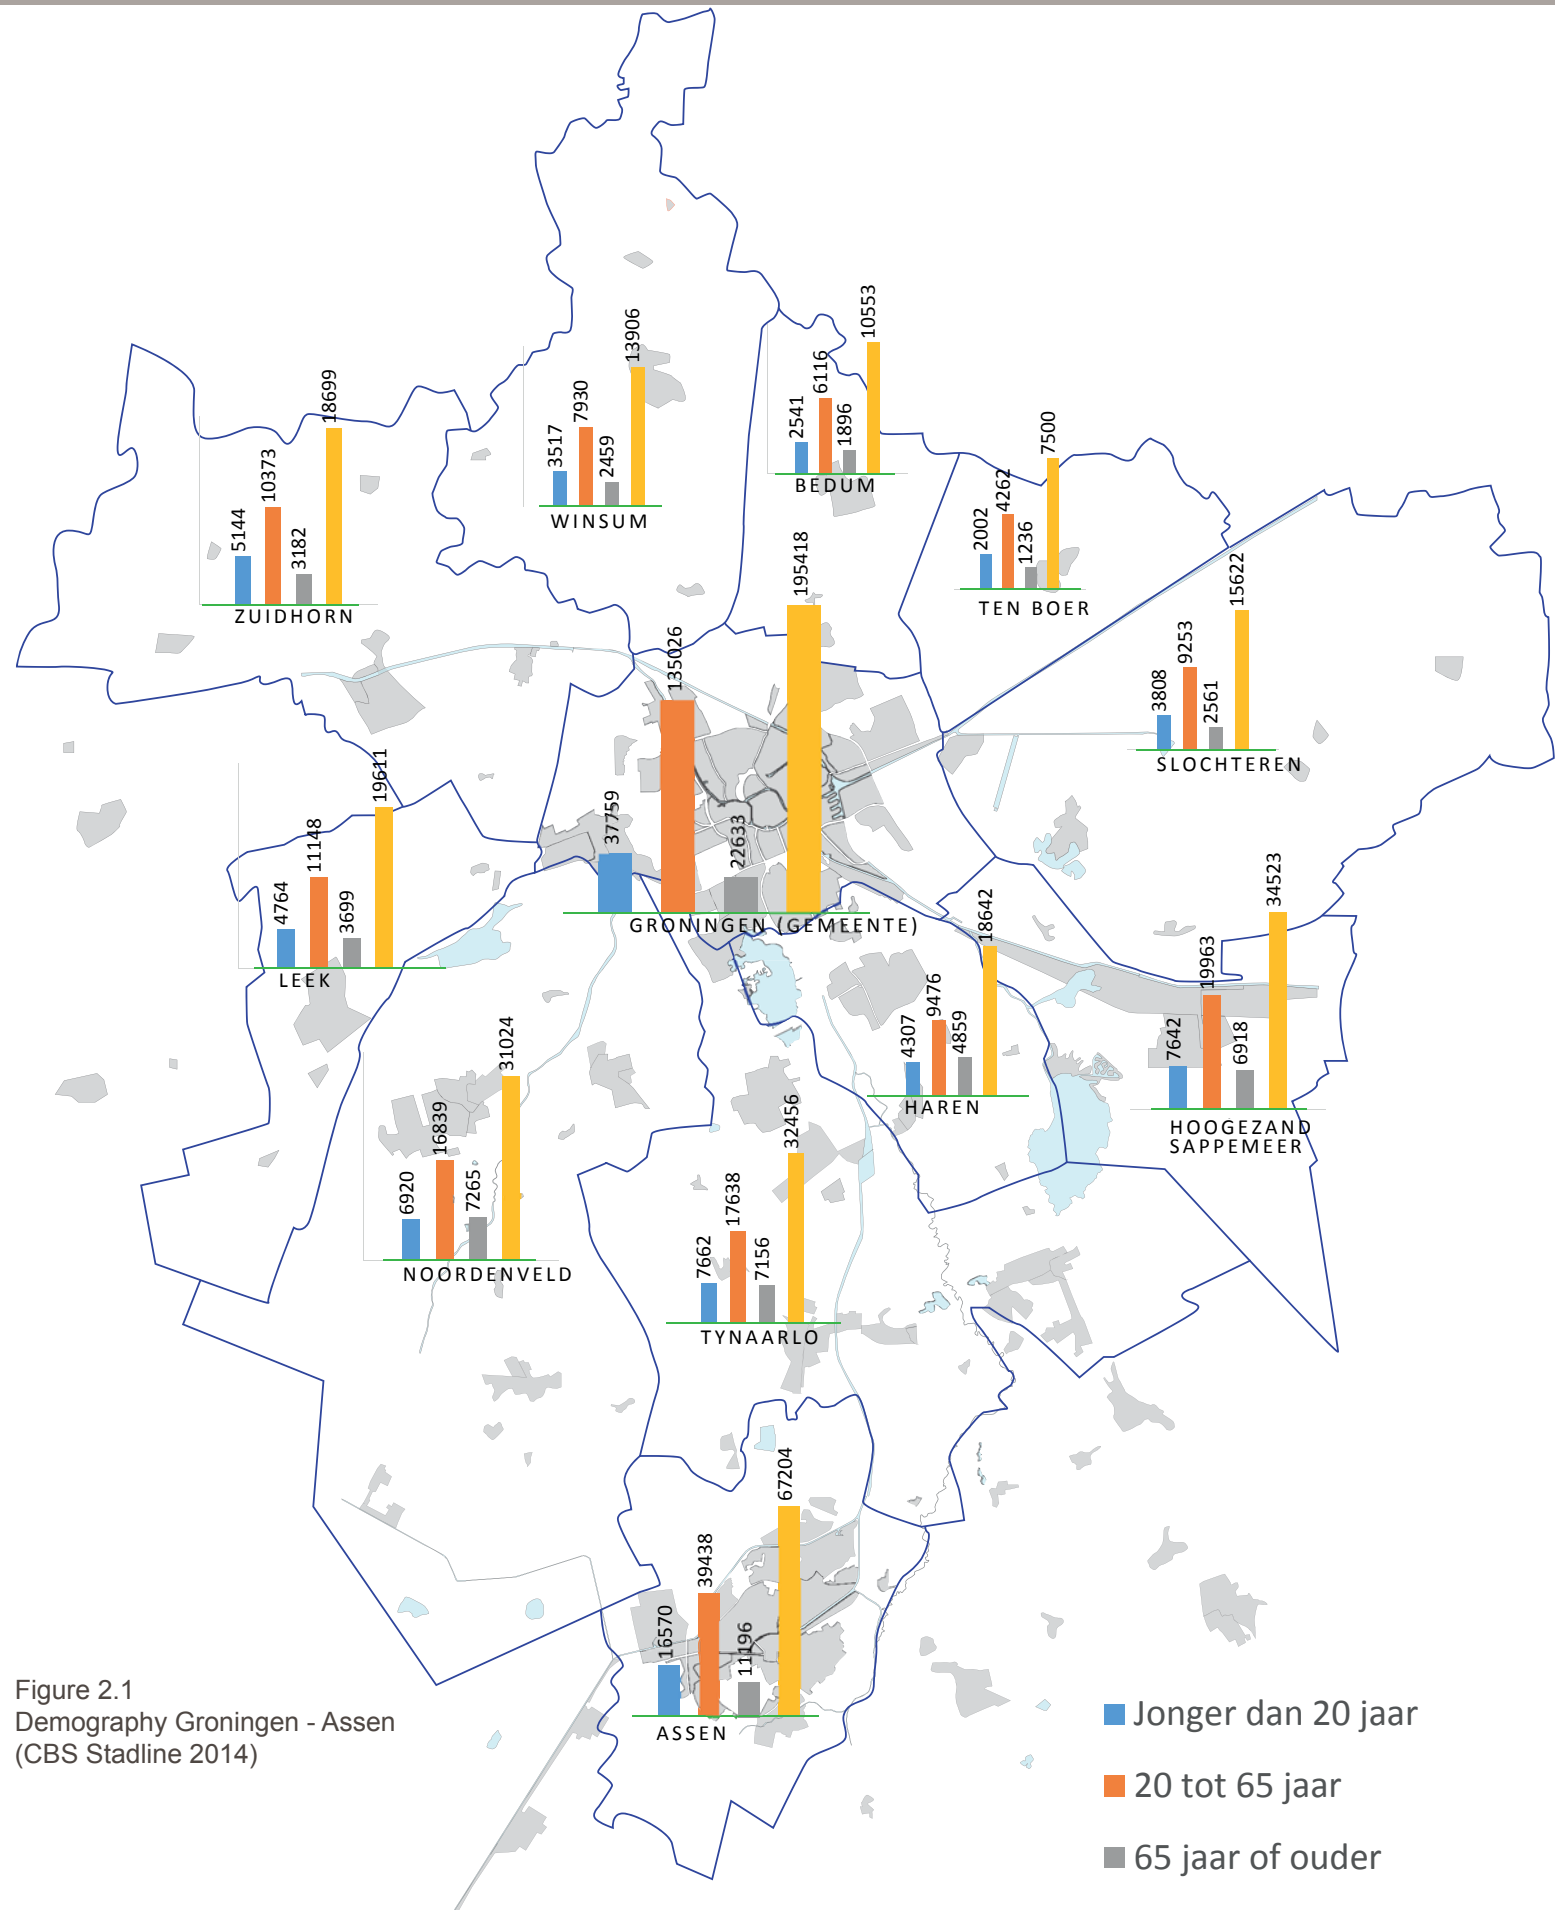 10553
13906
6116
2541
1896
BEDUM
18699
7930
3517
2459
WINSUM
10373
5144
3182
ZUIDHORN
7500
4262
2002
1236
TEN BOER
195418
135026
37759
22633
GRONINGEN (GEMEENTE)
15622
9253
3808
2561
SLOCHTEREN
19611
11148
4764
3699
LEEK
34523
19963
7642
6918
HOOGEZAND
SAPPEMEER
18642
9476
4307
4859
HAREN
31024
16839
6920
7265
NOORDENVELD
32456
17638
7662
7156
TYNAARLO
67204
39438
16570
11196
ASSEN
Figure 2.1
Demography Groningen - Assen
(CBS Stadline 2014)
Jonger dan 20 jaar
20 tot 65 jaar
65 jaar of ouder